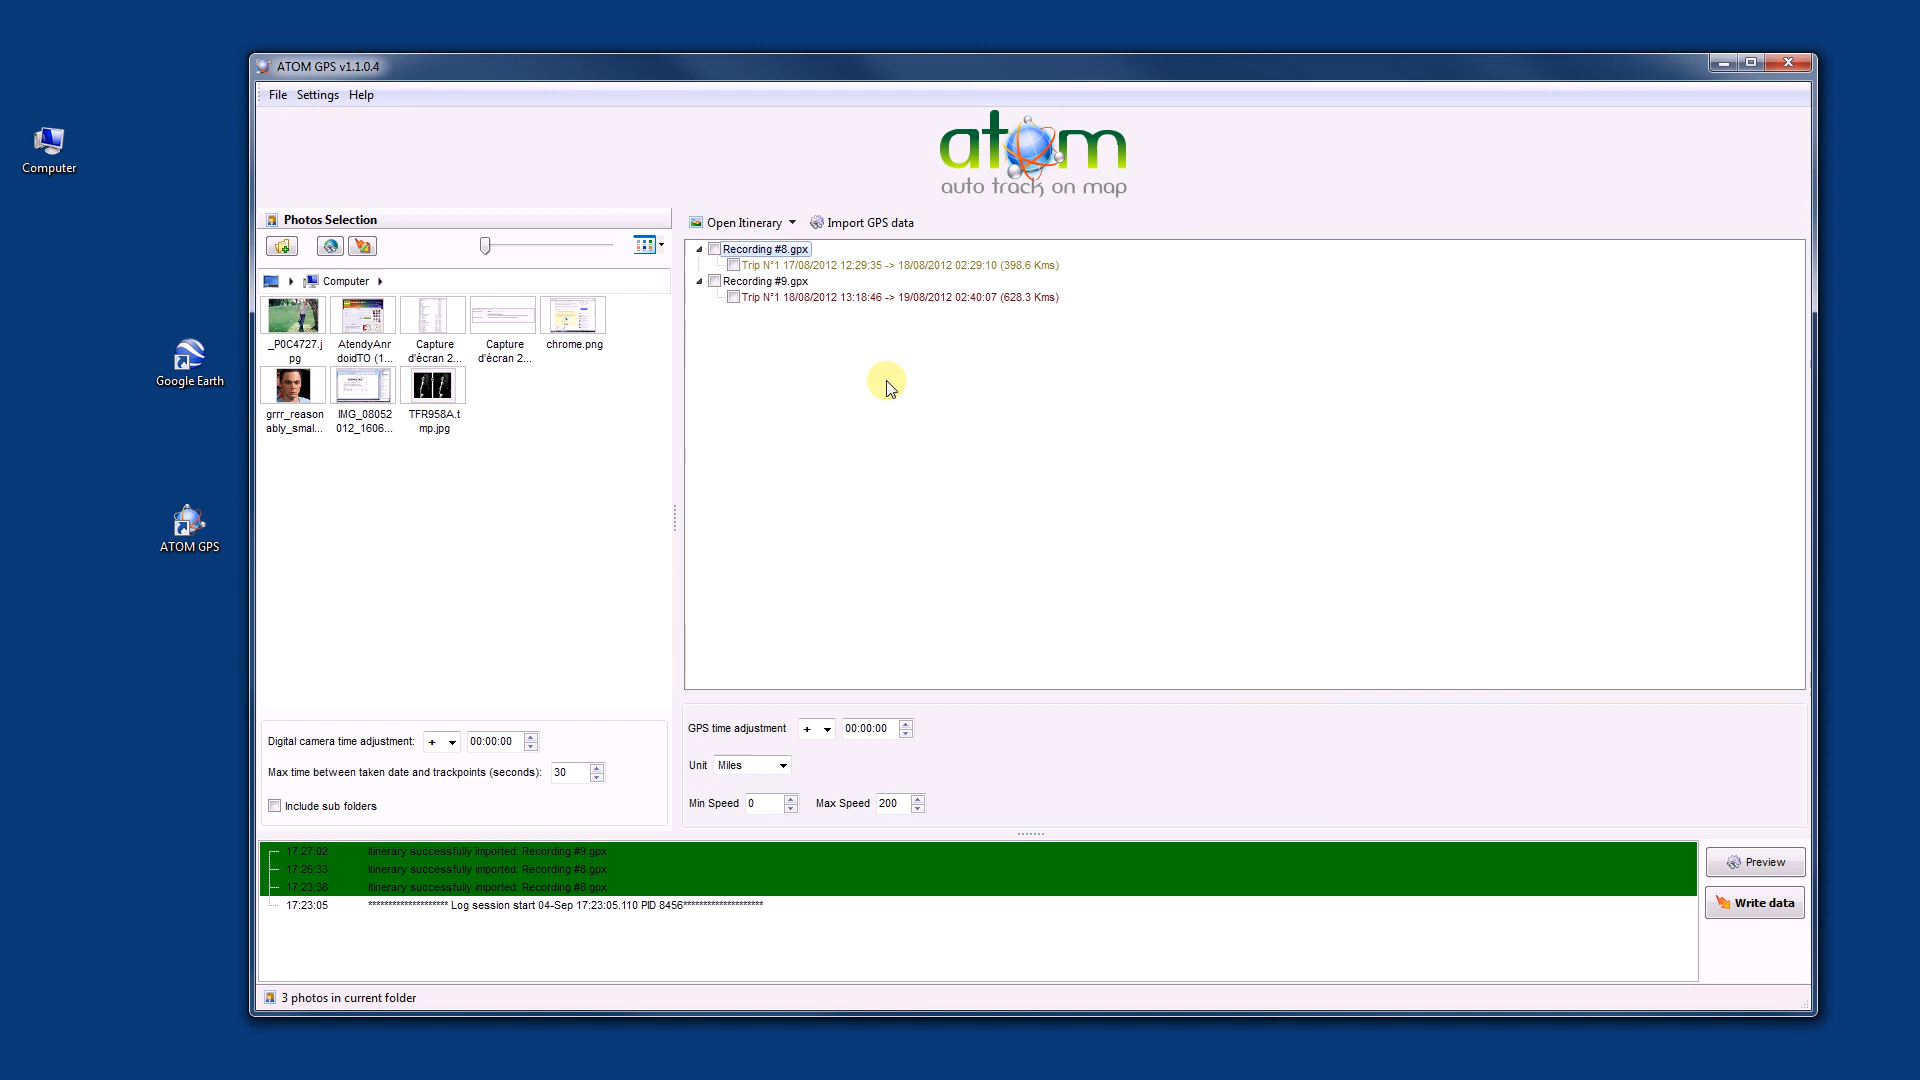 ATOM GPS v1.1.0.4
File Settings Help
atom
auto track on map
Computer
Google Earth
ATOM GPS
Photos Selection
Computer
_P0C4727.j
pg
AtendyAnr
doidTO (1...
Capture
d'écran 2...
Capture
d'écran 2...
chrome.png
grrr_reason
ably_smal...
IMG_08052
012_1606...
TFR958A.t
mp.jpg
Open Itinerary
Import GPS data
Recording #8.gpx
Trip N°1 17/08/2012 12:29:35 -> 18/08/2012 02:29:10 (398.6 Kms)
Recording #9.gpx
Trip N°1 18/08/2012 13:18:46 -> 19/08/2012 02:40:07 (628.3 Kms)
Digital camera time adjustment: + 00:00:00
Max time between taken date and trackpoints (seconds): 30
Include sub folders
GPS time adjustment + 00:00:00
Unit Miles
Min Speed 0 Max Speed 200
17:27:02 Itinerary successfully imported: Recording #9.gpx
17:26:33 Itinerary successfully imported: Recording #8.gpx
17:23:38 Itinerary successfully imported: Recording #8.gpx
17:23:05 ******************** Log session start 04-Sep 17:23:05.110 PID 8456********************
Preview
Write data
3 photos in current folder